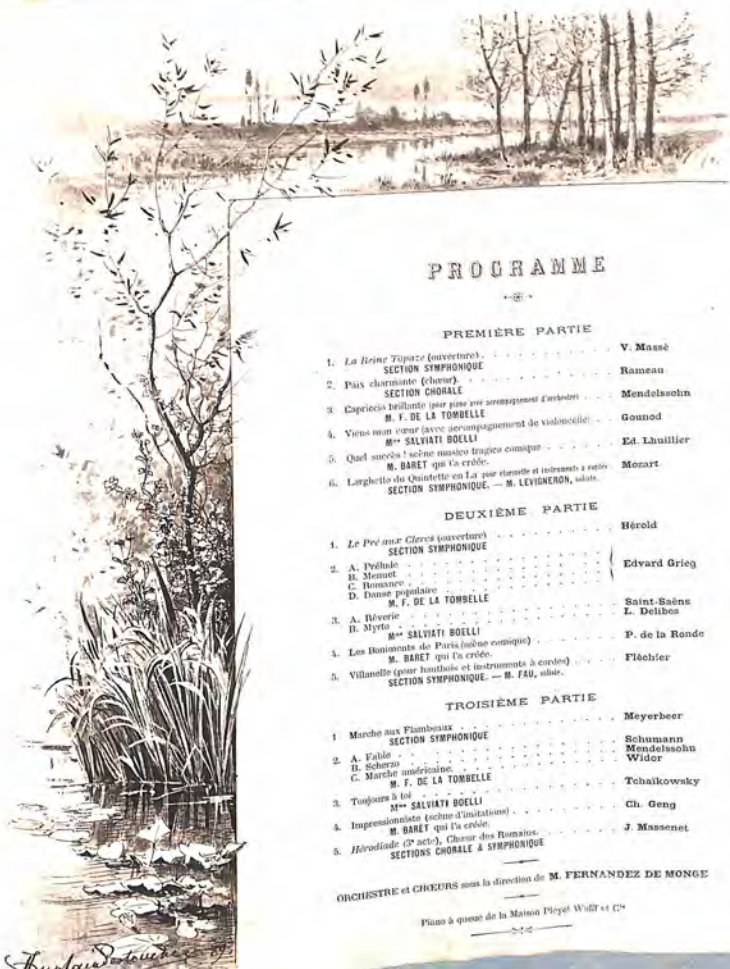 PROGRAMME
PREMIÈRE PARTIE
1. La Reine Topaze (ouverture). V. Massé
SECTION SYMPHONIQUE
2. Paix charmante (chœur). Rameau
SECTION CHORALE
3 Capriccio brillante (pour piano avec accompagnement d'orchestre) Mendelssohn
M. F. DE LA TOMBELLE
4. Viens mon cœur (avec accompagnement de violoncelle) Gounod
Mme SALVIATI BOELLI
5. Quel succès ! scène musico tragico comique Ed. Lhuillier
M. BARET qui l'a créée.
6. Larghetto du Quintette en La pour clarinette et instruments à cordes Mozart
SECTION SYMPHONIQUE. — M. LEVIGNERON, soliste.
DEUXIÈME PARTIE
1. Le Pré aux Clercs (ouverture) Hérold
SECTION SYMPHONIQUE
2. A. Prélude
B. Menuet
C. Romance Edvard Grieg
D. Danse populaire
M. F. DE LA TOMBELLE
3. A. Rêverie Saint-Saëns
B. Myrto L. Delibes
Mme SALVIATI BOELLI
4. Les Boniments de Paris (scène comique) P. de la Ronde
M. BARET qui l'a créée.
5. Villanelle (pour hautbois et instruments à cordes) Fléchier
SECTION SYMPHONIQUE. — M. FAU, soliste.
TROISIÈME PARTIE
1 Marche aux Flambeaux Meyerbeer
SECTION SYMPHONIQUE
2. A. Fable Schumann
B. Scherzo Mendelssohn
C. Marche américaine. Widor
M. F. DE LA TOMBELLE
3. Toujours à toi Tchaïkowsky
Mme SALVIATI BOELLI
4. Impressionniste (scène d'imitations) Ch. Geng
M. BARET qui l'a créée.
5. Hérodiade (3e acte), Chœur des Romains. J. Massenet
SECTIONS CHORALE & SYMPHONIQUE
ORCHESTRE et CHŒURS sous la direction de M. FERNANDEZ DE MONGE
Piano à queue de la Maison Pleyel Wolff et Cie